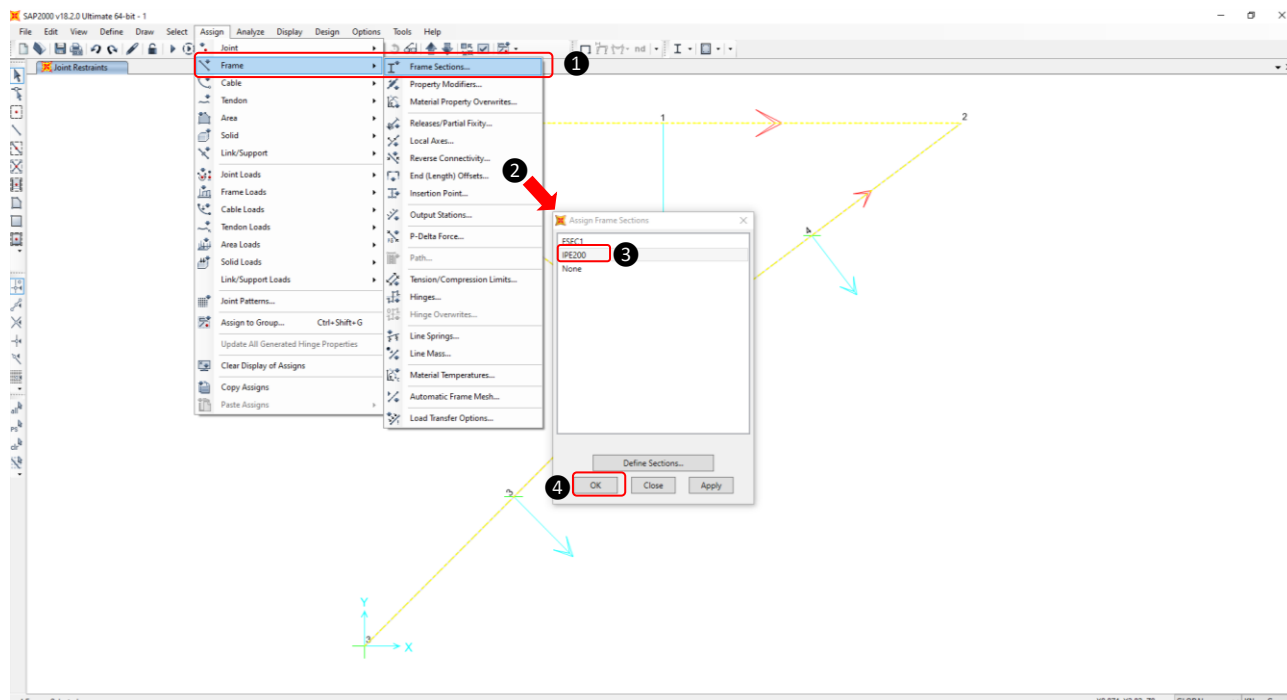 SAP2000 v18.2.0 Ultimate 64-bit - 1
File Edit View Define Draw Select Assign Analyze Display Design Options Tools Help
nd
Joint Restraints
Joint
Frame
Cable
Tendon
Area
Solid
Link/Support
Joint Loads
Frame Loads
Cable Loads
Tendon Loads
Area Loads
Solid Loads
Link/Support Loads
Joint Patterns...
Assign to Group... Ctrl+Shift+G
Update All Generated Hinge Properties
Clear Display of Assigns
Copy Assigns
Paste Assigns
Frame Sections...
Property Modifiers...
Material Property Overwrites...
Releases/Partial Fixity...
Local Axes...
Reverse Connectivity...
End (Length) Offsets...
Insertion Point...
Output Stations...
P-Delta Force...
Path...
Tension/Compression Limits...
Hinges...
Hinge Overwrites...
Line Springs...
Line Mass...
Material Temperatures...
Automatic Frame Mesh...
Load Transfer Options...
1
2
Assign Frame Sections
FSEC1
IPE200
3
None
Define Sections...
4
OK Close Apply
1
2
4
3
Y
X
all
PS
clr
GLOBAL